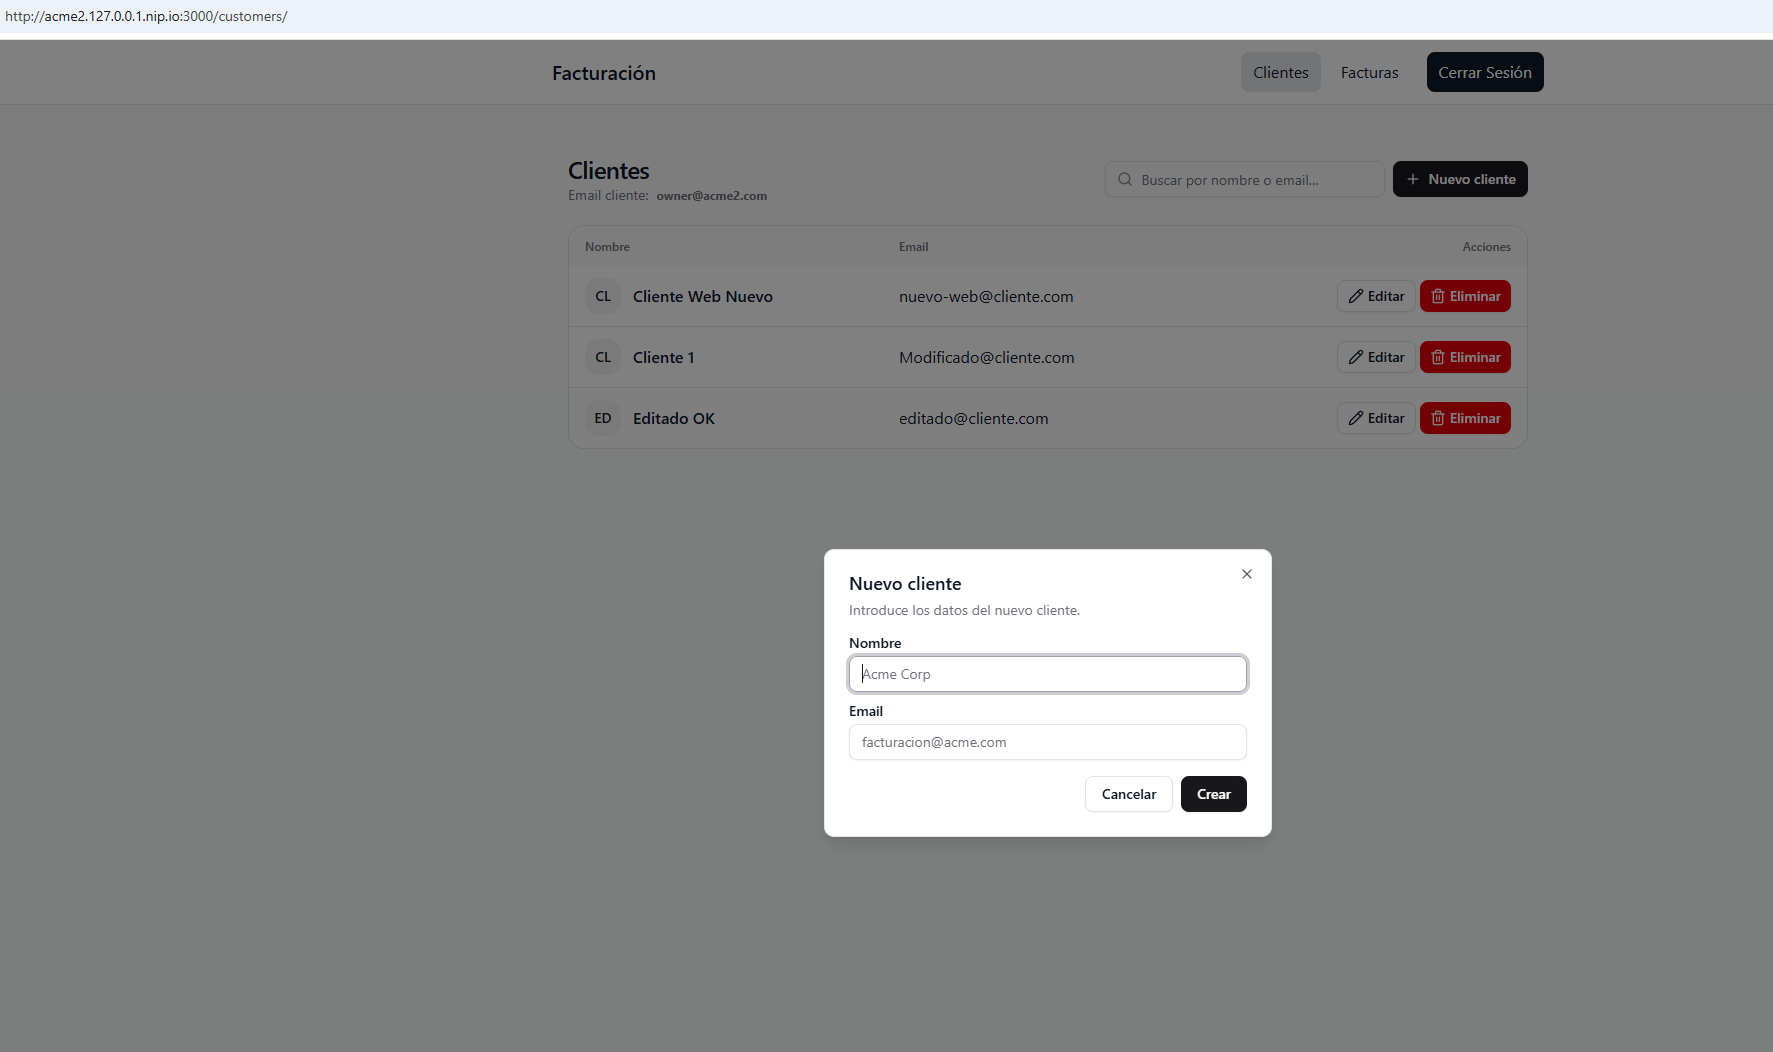 http://acme2.127.0.0.1.nip.io:3000/customers/
Facturación
Clientes
Facturas
Cerrar Sesión
Clientes
Email cliente: owner@acme2.com
Buscar por nombre o email...
Nuevo cliente
Nombre Email Acciones
CL Cliente Web Nuevo nuevo-web@cliente.com Editar Eliminar
CL Cliente 1 Modificado@cliente.com Editar Eliminar
ED Editado OK editado@cliente.com Editar Eliminar
Nuevo cliente
Introduce los datos del nuevo cliente.
Nombre
Acme Corp
Email
facturacion@acme.com
Cancelar
Crear